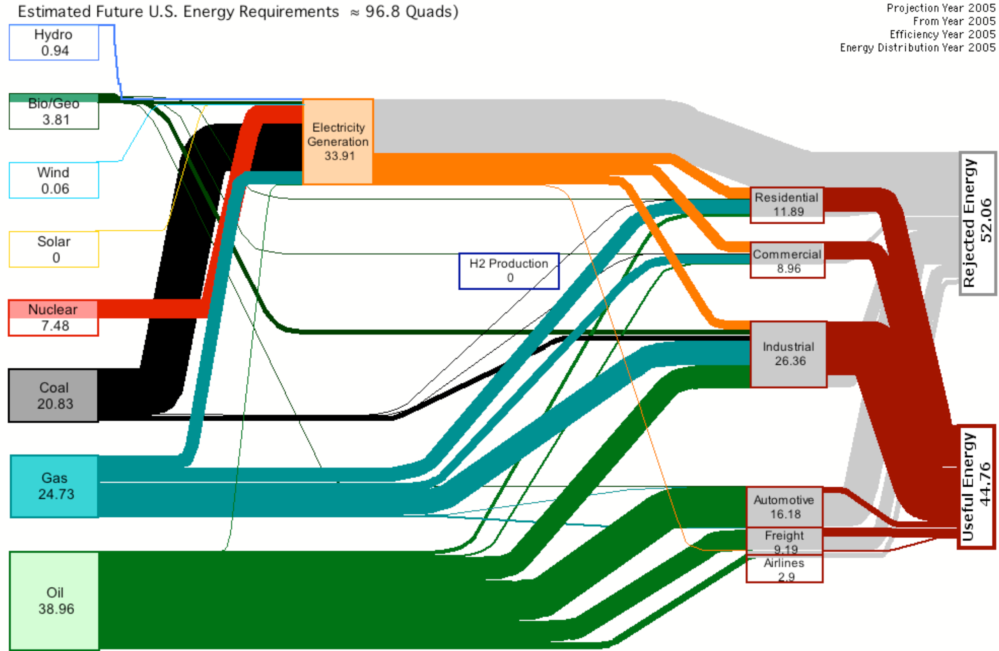 Estimated Future U.S. Energy Requirements ≈ 96.8 Quads)
Projection Year 2005
From Year 2005
Efficiency Year 2005
Energy Distribution Year 2005
Hydro
0.94
Bio/Geo
3.81
Wind
0.06
Solar
0
Nuclear
7.48
Coal
20.83
Gas
24.73
Oil
38.96
Electricity
Generation
33.91
H2 Production
0
Residential
11.89
Commercial
8.96
Industrial
26.36
Automotive
16.18
Freight
9.19
Airlines
2.9
Rejected Energy
52.06
Useful Energy
44.76